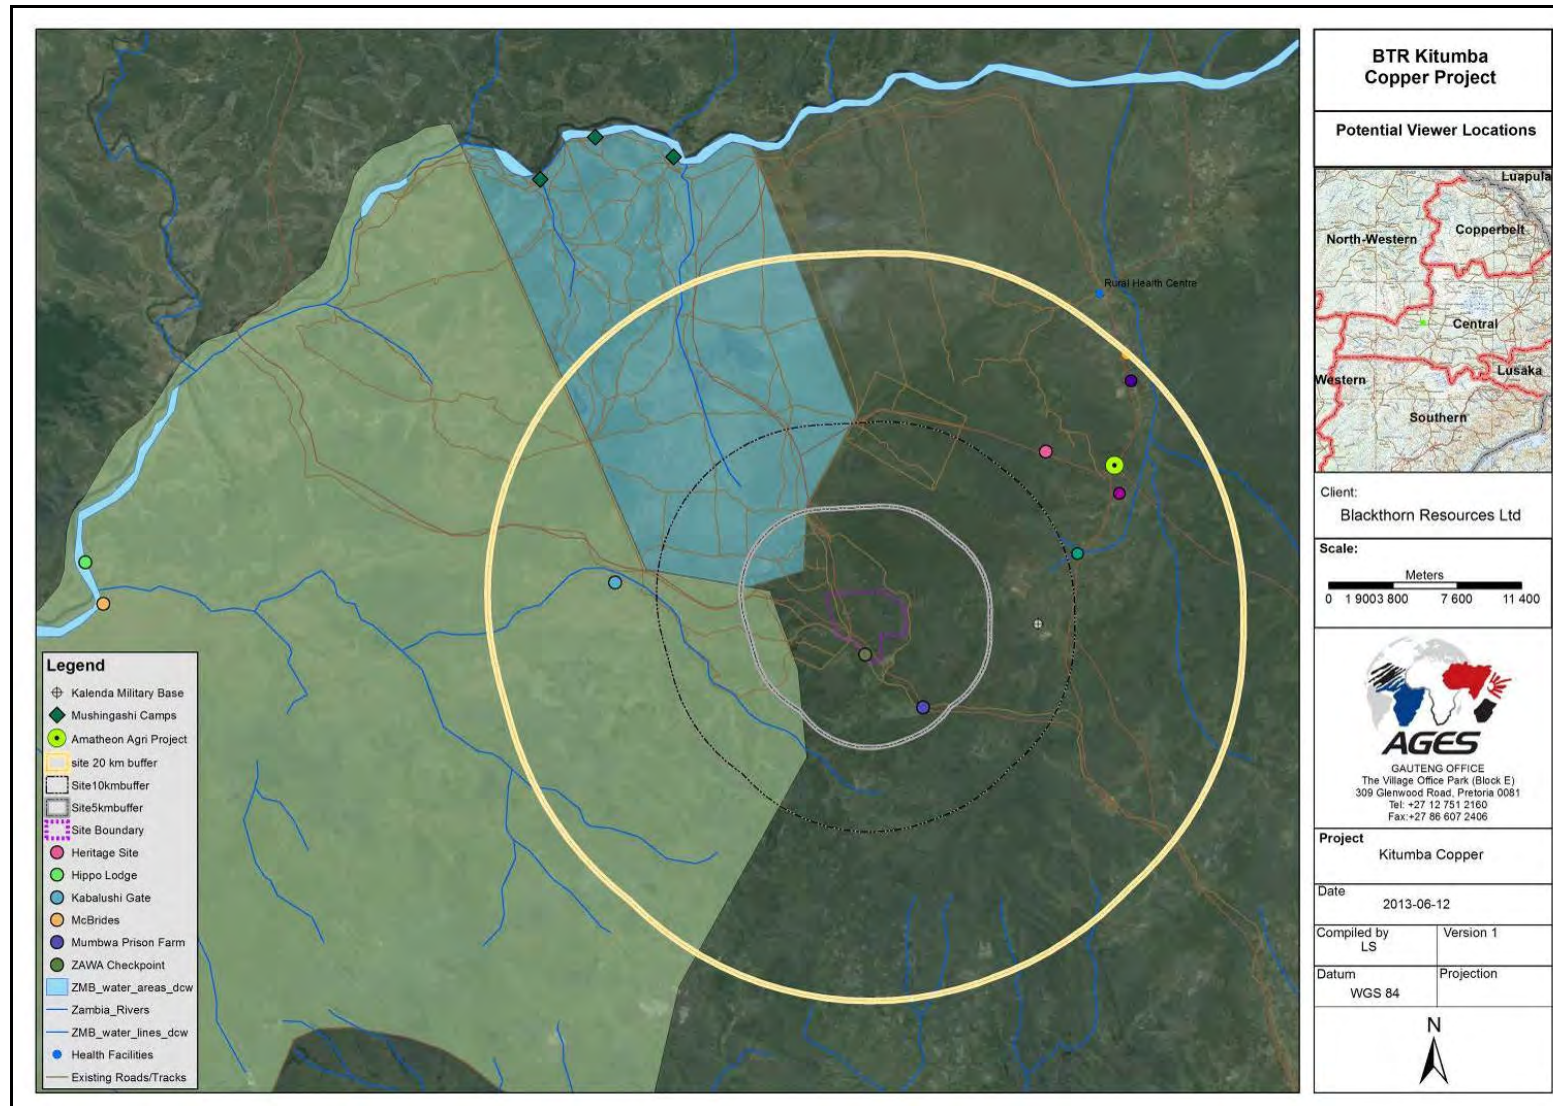 Rural Health Centre
Legend
Kalenda Military Base
Mushingashi Camps
Amatheon Agri Project
site 20 km buffer
Site10kmbuffer
Site5kmbuffer
Site Boundary
Heritage Site
Hippo Lodge
Kabalushi Gate
McBrides
Mumbwa Prison Farm
ZAWA Checkpoint
ZMB_water_areas_dcw
Zambia_Rivers
ZMB_water_lines_dcw
Health Facilities
Existing Roads/Tracks
BTR Kitumba
Copper Project
Potential Viewer Locations
Luapula
North-Western
Copperbelt
Central
Lusaka
Western
Southern
Client:
Blackthorn Resources Ltd
Scale:
Meters
0 1 9003 800 7 600 11 400
AGES
GAUTENG OFFICE
The Village Office Park (Block E)
309 Glenwood Road, Pretoria 0081
Tel: +27 12 751 2160
Fax:+27 86 607 2406
Project
Kitumba Copper
Date
2013-06-12
Compiled by
LS
Version 1
Datum
WGS 84
Projection
N